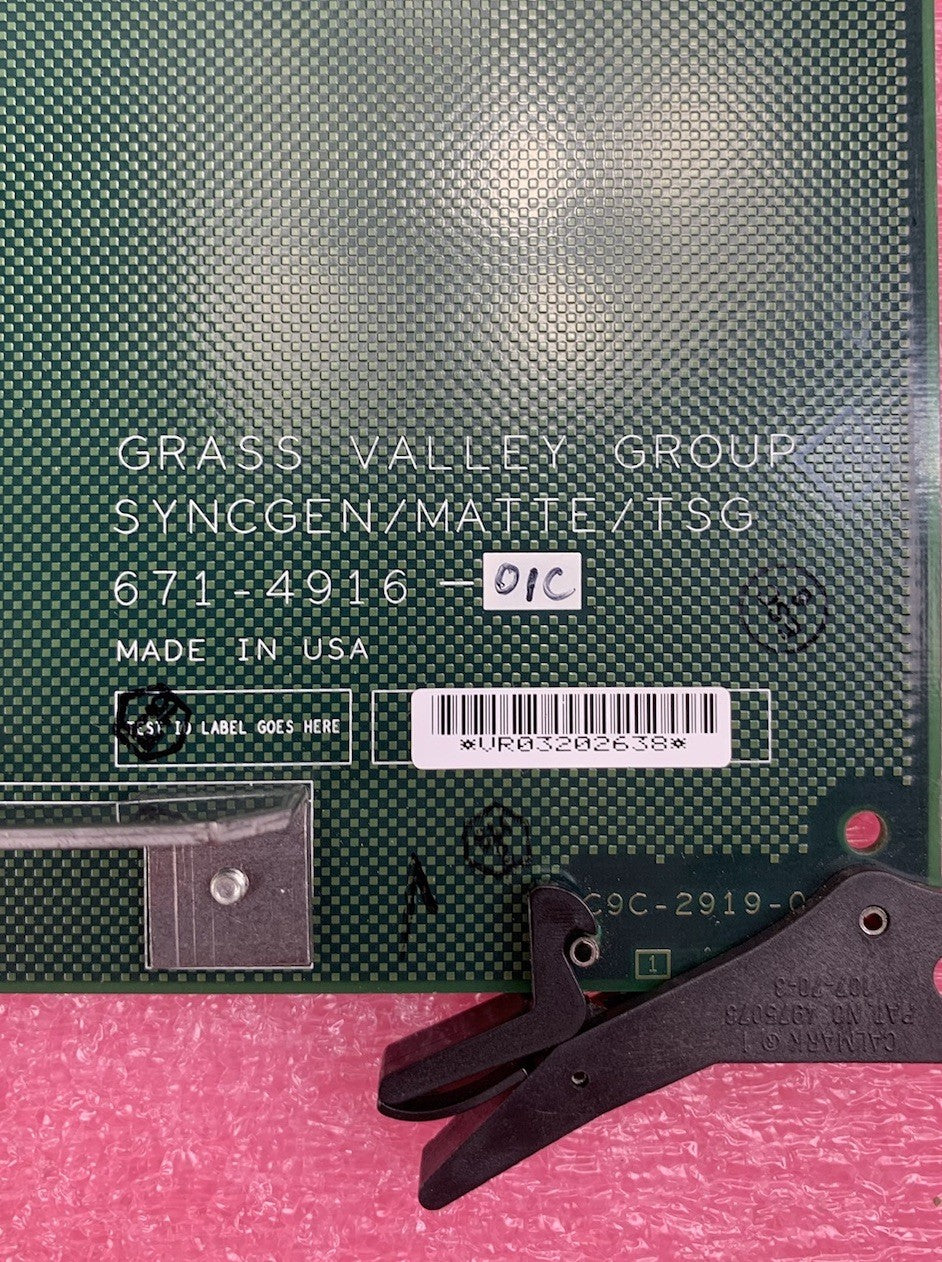 GRASS VALLEY GROUP
SYNCGEN/MATTE/TSG
671-4916 - 01C
MADE IN USA
TEST ID LABEL GOES HERE
*VR03202638*
C9C-2919-0
1
CALMARK ©
PAT. NO. 4975073
107-70-3